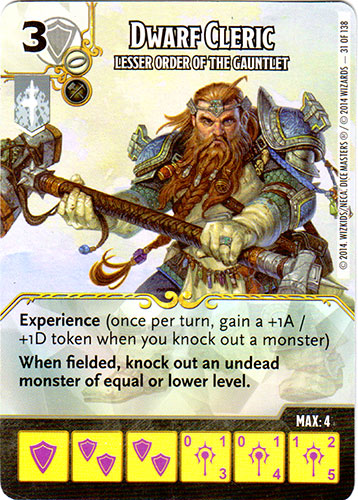 3
DWARF CLERIC
LESSER ORDER OF THE GAUNTLET
© 2014. WIZKIDS/NECA. DICE MASTERS ® / © 2014 WIZARDS — 31 OF 138
Experience (once per turn, gain a +1A /
+1D token when you knock out a monster)
When fielded, knock out an undead
monster of equal or lower level.
MAX: 4
0 1 3
0 1 4
1 2 5